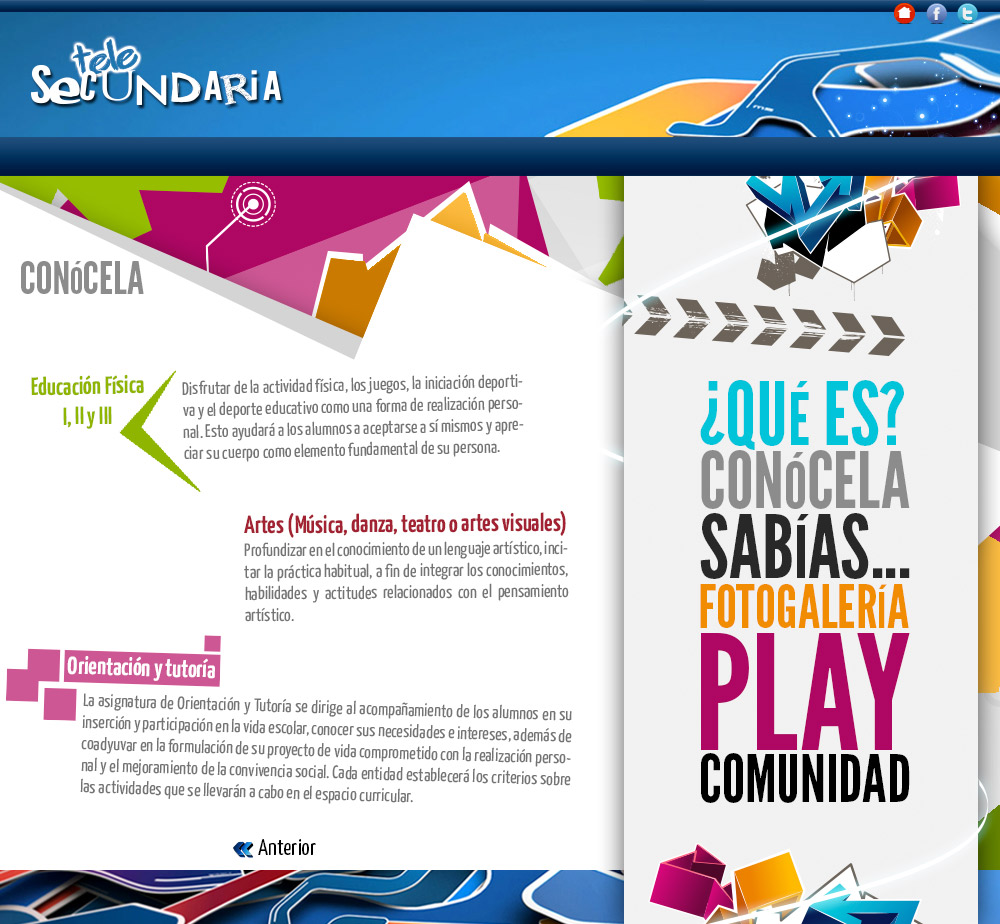 tele
SeCUNDARiA
CONóCELA
Educación Física
I, II y III
Disfrutar de la actividad física, los juegos, la iniciación deporti-
va y el deporte educativo como una forma de realización perso-
nal. Esto ayudará a los alumnos a aceptarse a sí mismos y apre-
ciar su cuerpo como elemento fundamental de su persona.
Artes (Música, danza, teatro o artes visuales)
Profundizar en el conocimiento de un lenguaje artístico, inci-
tar la práctica habitual, a fin de integrar los conocimientos,
habilidades y actitudes relacionados con el pensamiento
artístico.
Orientación y tutoría
La asignatura de Orientación y Tutoría se dirige al acompañamiento de los alumnos en su
inserción y participación en la vida escolar, conocer sus necesidades e intereses, además de
coadyuvar en la formulación de su proyecto de vida comprometido con la realización perso-
nal y el mejoramiento de la convivencia social. Cada entidad establecerá los criterios sobre
las actividades que se llevarán a cabo en el espacio curricular.
Anterior
¿QUÉ ES?
CONóCELA
SABÍAS...
FOTOGALERÍA
PLAY
COMUNIDAD